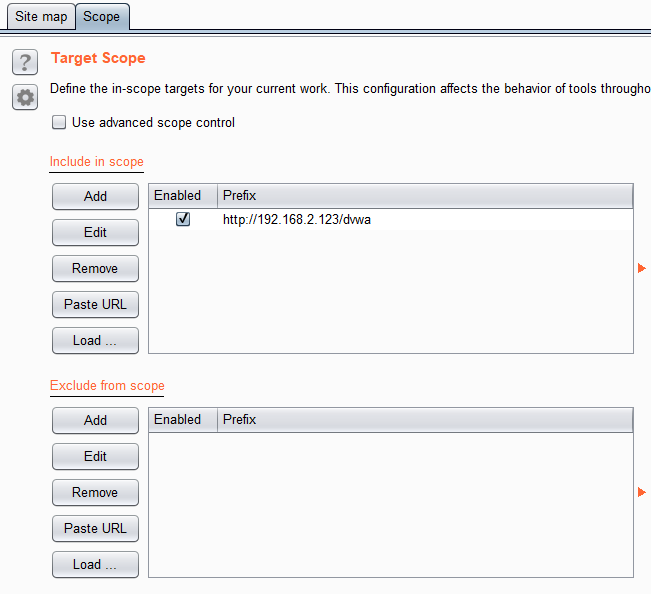 Site map Scope
?
Target Scope
Define the in-scope targets for your current work. This configuration affects the behavior of tools throygho
Use advanced scope control
Include in scope
Add
Enabled Prefix
http://192.168.2.123/dvwa
Edit
Remove
Paste URL
Load ...
Exclude from scope
Add
Enabled Prefix
Edit
Remove
Paste URL
Load ...